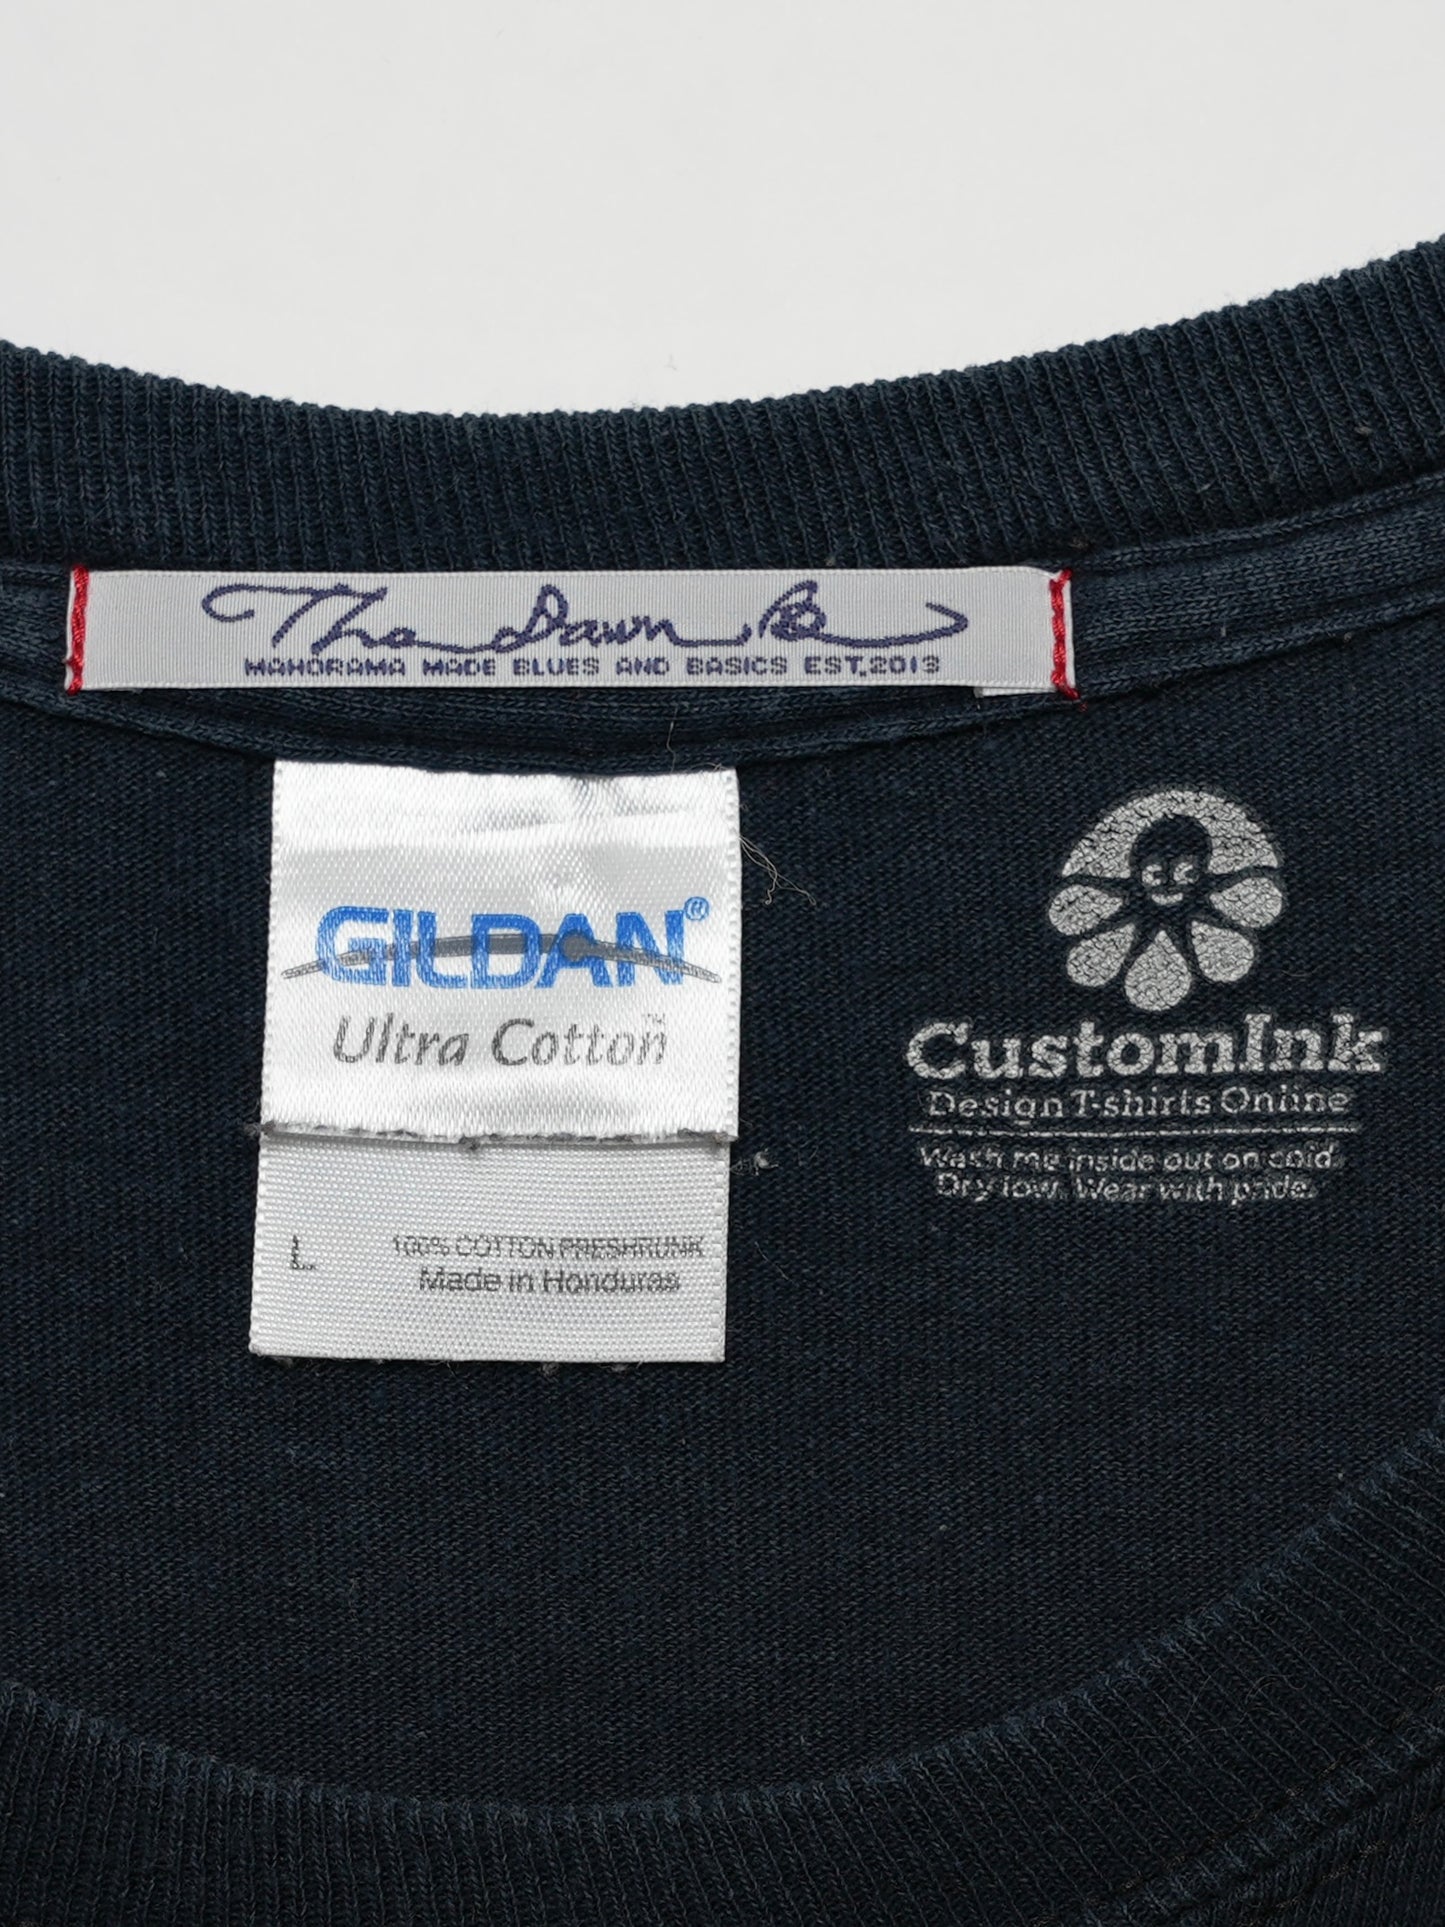 The Dawn B
MAHORAMA MADE BLUES AND BASICS EST.2013
GILDAN®
Ultra Cotton™
L
100% COTTON PRESHRUNK
Made in Honduras
CustomInk
Design T-shirts Online
Wash me inside out on cold.
Dry low. Wear with pride.